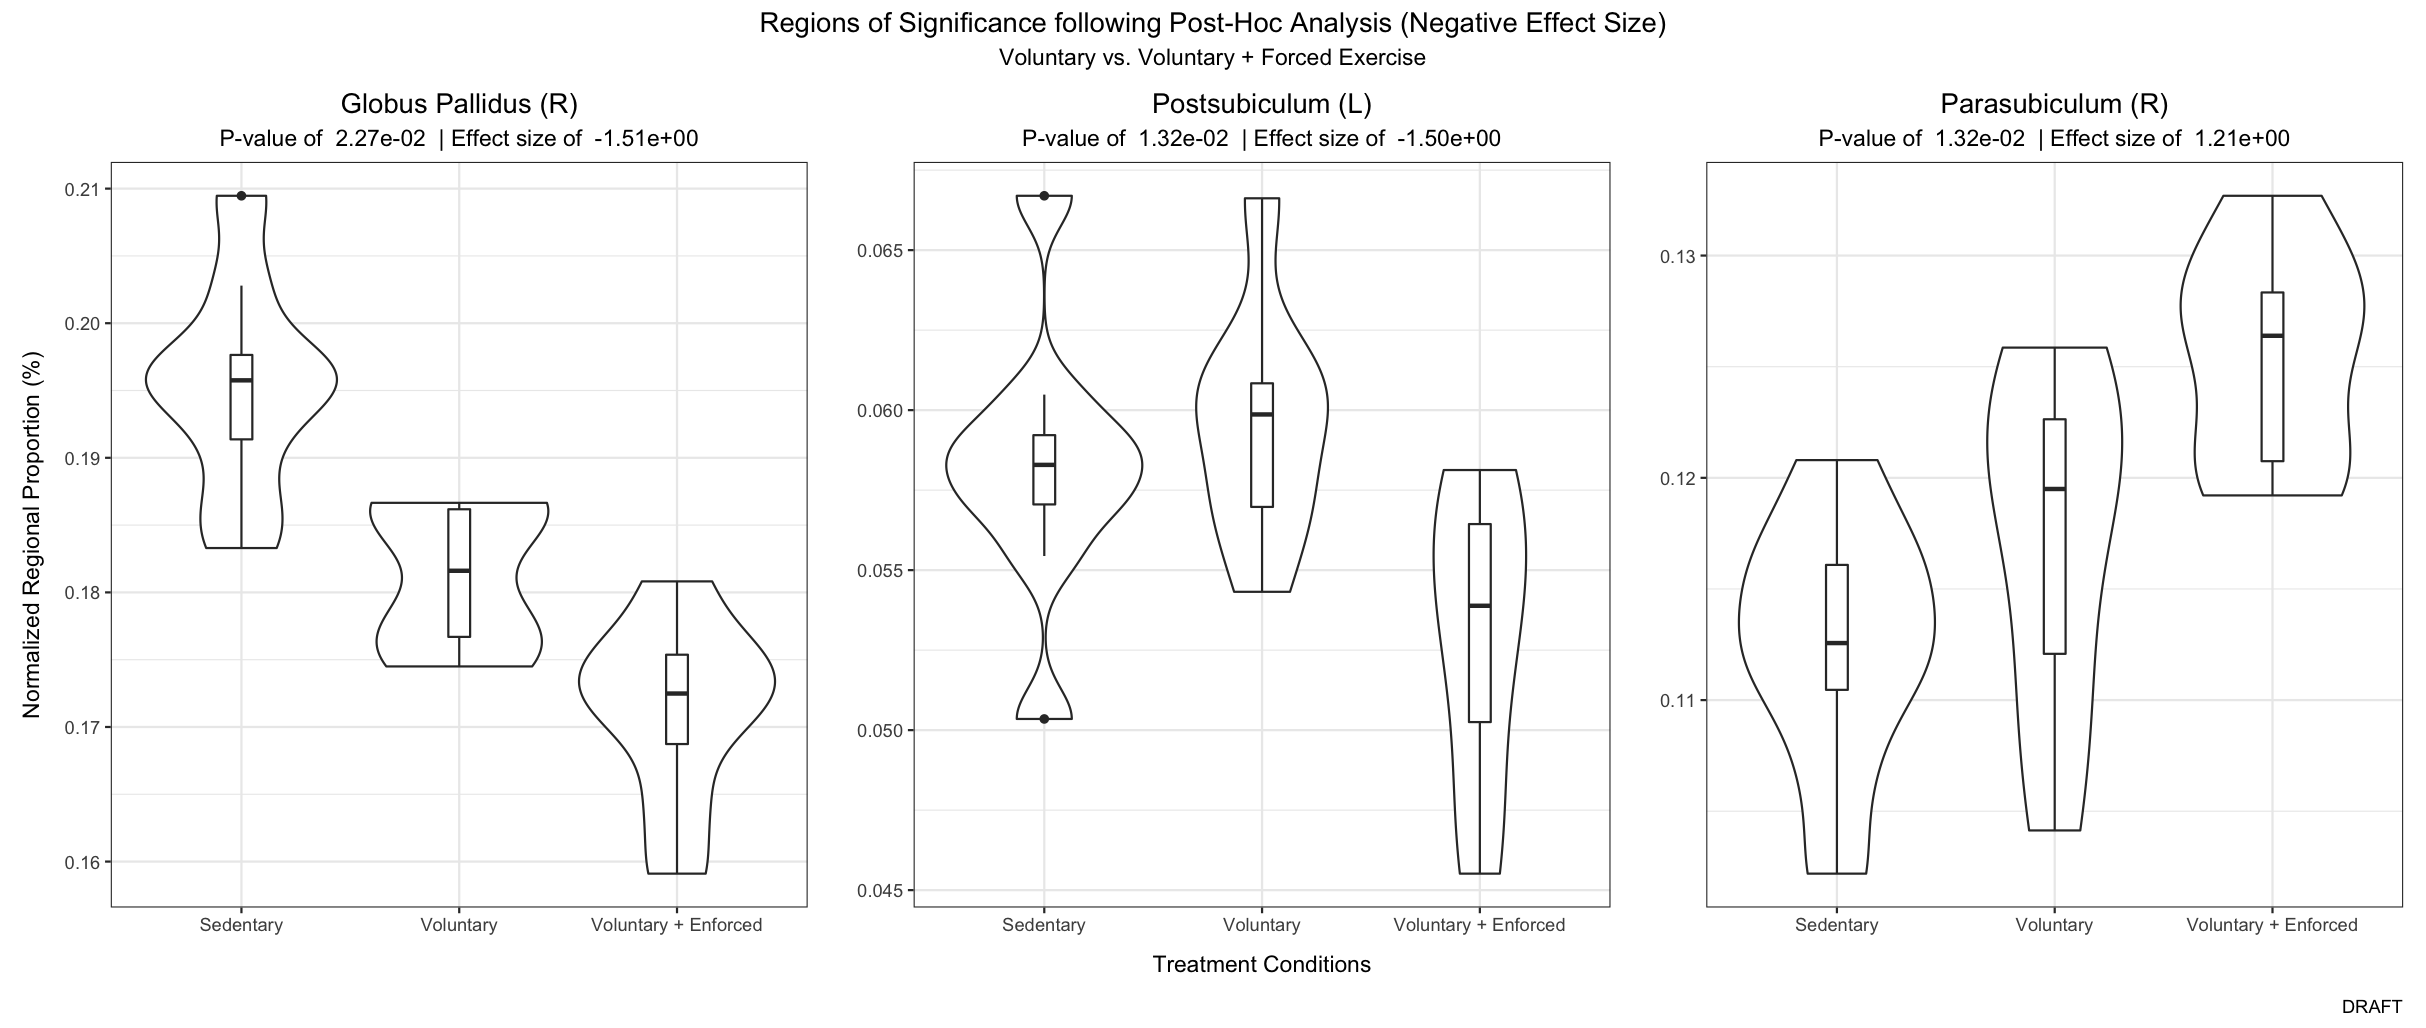 Regions of Significance following Post-Hoc Analysis (Negative Effect Size)
Voluntary vs. Voluntary + Forced Exercise
Globus Pallidus (R)
P-value of 2.27e-02 | Effect size of -1.51e+00
Postsubiculum (L)
P-value of 1.32e-02 | Effect size of -1.50e+00
Parasubiculum (R)
P-value of 1.32e-02 | Effect size of 1.21e+00
Normalized Regional Proportion (%)
0.21
0.20
0.19
0.18
0.17
0.16
Sedentary
Voluntary
Voluntary + Enforced
0.065
0.060
0.055
0.050
0.045
Sedentary
Voluntary
Voluntary + Enforced
0.13
0.12
0.11
Sedentary
Voluntary
Voluntary + Enforced
Treatment Conditions
DRAFT